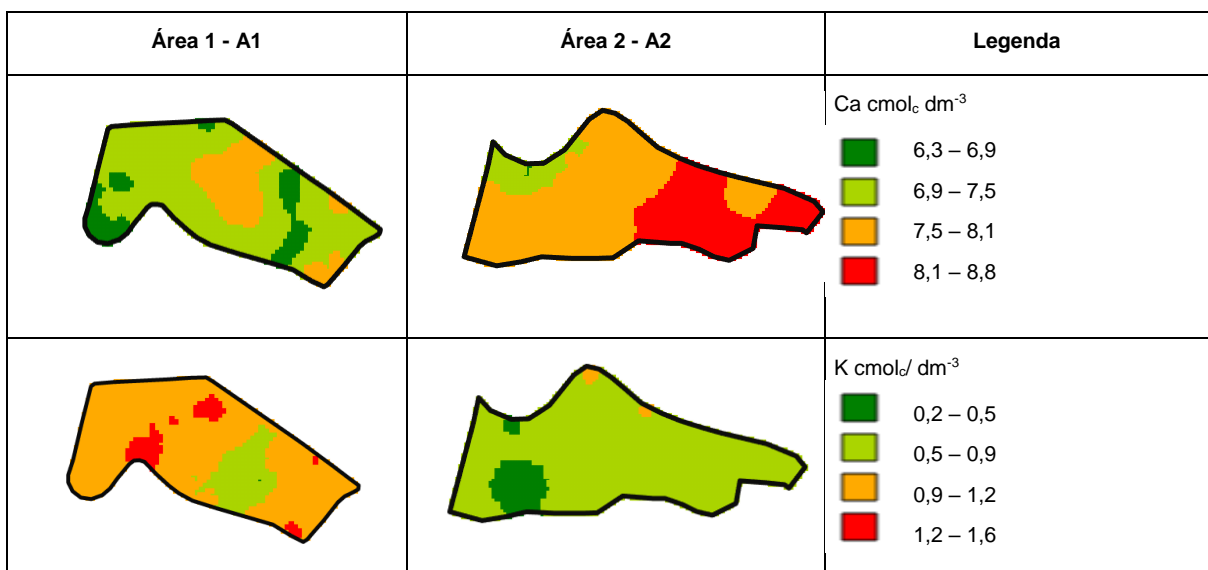 Área 1 - A1
Área 2 - A2
Legenda
Ca cmolc dm-3
6,3 – 6,9
6,9 – 7,5
7,5 – 8,1
8,1 – 8,8
K cmolc/ dm-3
0,2 – 0,5
0,5 – 0,9
0,9 – 1,2
1,2 – 1,6